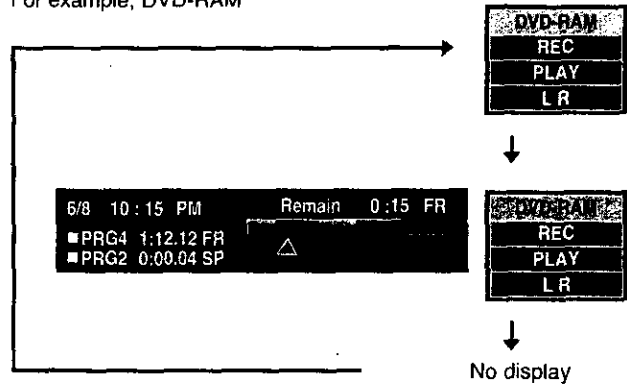 For example, DVD-RAM
DVD-RAM
REC
PLAY
L R
6/8 10:15 PM Remain 0:15 FR
■PRG4 1:12.12 FR
■PRG2 0:00.04 SP
DVD-RAM
REC
PLAY
L R
No display